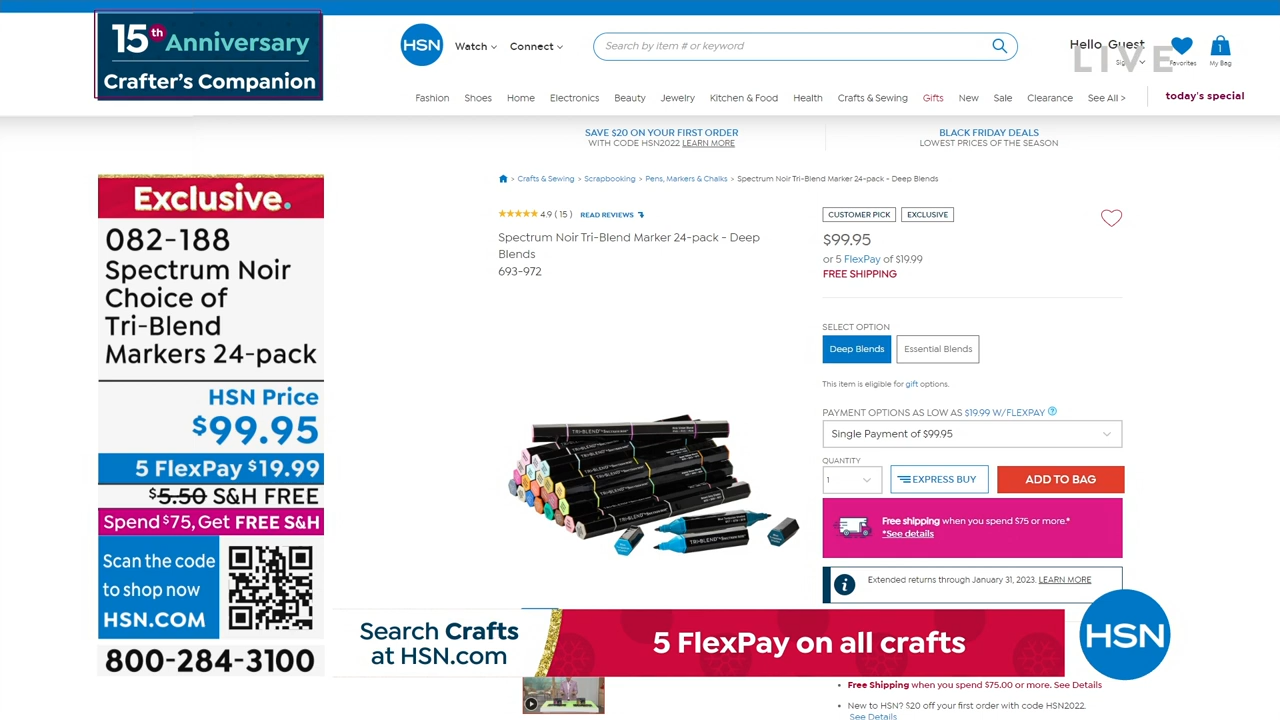 15th Anniversary
Crafter's Companion
HSN
Watch
Connect
Search by item # or keyword
Hello, Guest
LIVE
Favorites
1
My Bag
Fashion Shoes Home Electronics Beauty Jewelry Kitchen & Food Health Crafts & Sewing Gifts New Sale Clearance See All >
today's special
SAVE $20 ON YOUR FIRST ORDER
WITH CODE HSN2022 LEARN MORE
BLACK FRIDAY DEALS
LOWEST PRICES OF THE SEASON
> Crafts & Sewing > Scrapbooking > Pens, Markers & Chalks > Spectrum Noir Tri-Blend Marker 24-pack - Deep Blends
Exclusive.
082-188
Spectrum Noir
Choice of
Tri-Blend
Markers 24-pack
HSN Price
$99.95
5 FlexPay $19.99
$5.50 S&H FREE
Spend $75, Get FREE S&H
Scan the code
to shop now
HSN.COM
800-284-3100
4.9 ( 15 ) READ REVIEWS
Spectrum Noir Tri-Blend Marker 24-pack - Deep
Blends
693-972
TRI-BLEND
TRI-BLEND
CUSTOMER PICK EXCLUSIVE
$99.95
or 5 FlexPay of $19.99
FREE SHIPPING
SELECT OPTION
Deep Blends Essential Blends
This item is eligible for gift options.
PAYMENT OPTIONS AS LOW AS $19.99 W/FLEXPAY ?
Single Payment of $99.95
QUANTITY
1
EXPRESS BUY
ADD TO BAG
Free shipping when you spend $75 or more.*
*See details
Extended returns through January 31, 2023. LEARN MORE
Search Crafts
at HSN.com
5 FlexPay on all crafts
HSN
Free Shipping when you spend $75.00 or more. See Details
New to HSN? $20 off your first order with code HSN2022.
See Details